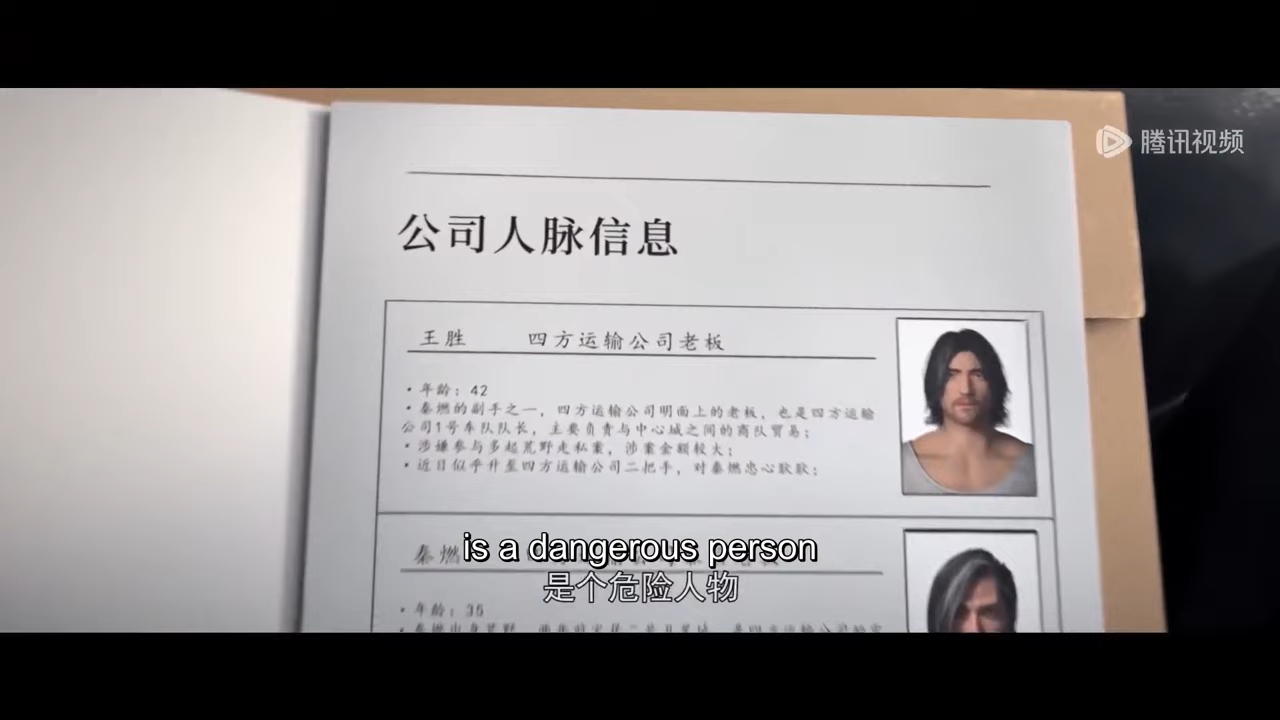 腾讯视频
公司人脉信息
王胜 四方运输公司老板
· 年龄：42
· 秦燃的副手之一，四方运输公司明面上的老板，也是四方运输
公司1号车队队长，主要负责与中心城之间的商队贸易；
· 涉嫌参与多起荒野走私案，涉案金额较大；
· 近日似乎升至四方运输公司二把手，对秦燃忠心耿耿；
秦燃
is a dangerous person
是个危险人物
· 年龄：35